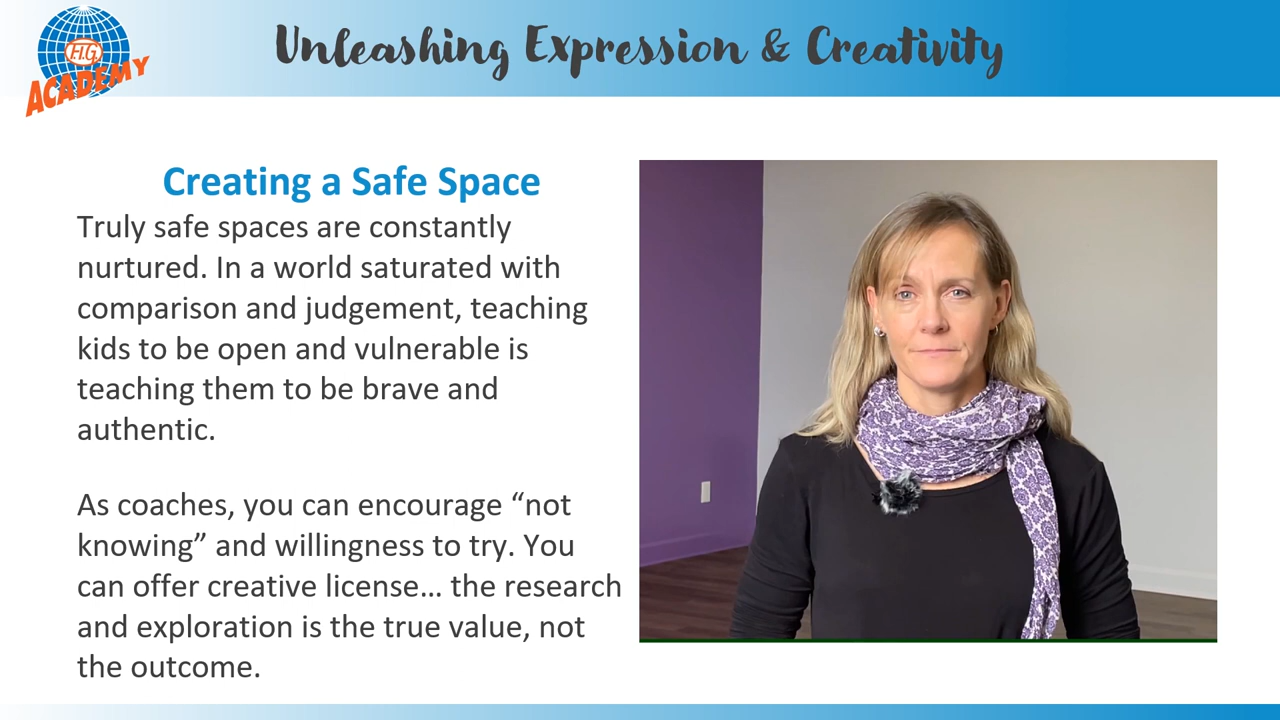 F.I.G.
ACADEMY
Unleashing Expression & Creativity
Creating a Safe Space
Truly safe spaces are constantly
nurtured. In a world saturated with
comparison and judgement, teaching
kids to be open and vulnerable is
teaching them to be brave and
authentic.
As coaches, you can encourage “not
knowing” and willingness to try. You
can offer creative license… the research
and exploration is the true value, not
the outcome.